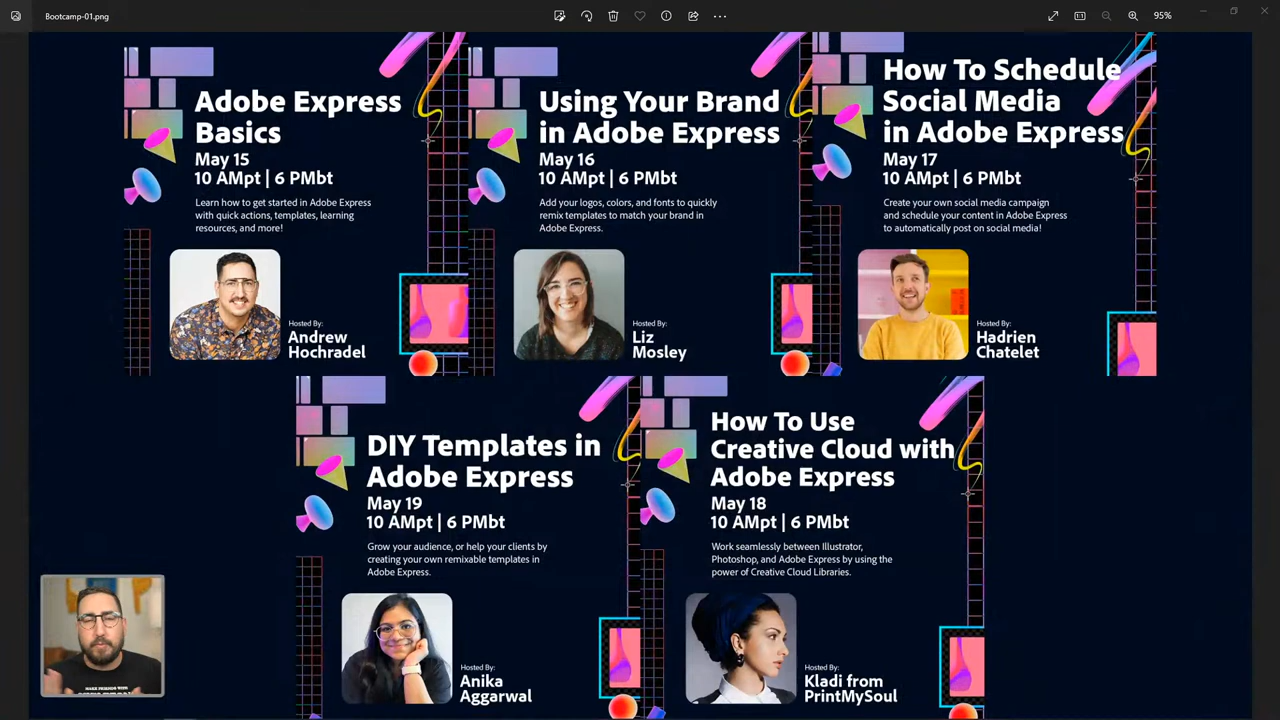 Bootcamp-01.png
95%
Adobe Express
Basics
May 15
10 AMpt | 6 PMbt
Learn how to get started in Adobe Express
with quick actions, templates, learning
resources, and more!
Hosted By:
Andrew
Hochradel
Using Your Brand
in Adobe Express
May 16
10 AMpt | 6 PMbt
Add your logos, colors, and fonts to quickly
remix templates to match your brand in
Adobe Express.
Hosted By:
Liz
Mosley
How To Schedule
Social Media
in Adobe Express
May 17
10 AMpt | 6 PMbt
Create your own social media campaign
and schedule your content in Adobe Express
to automatically post on social media!
Hosted By:
Hadrien
Chatelet
DIY Templates in
Adobe Express
May 19
10 AMpt | 6 PMbt
Grow your audience, or help your clients by
creating your own remixable templates in
Adobe Express.
Hosted By:
Anika
Aggarwal
How To Use
Creative Cloud with
Adobe Express
May 18
10 AMpt | 6 PMbt
Work seamlessly between Illustrator,
Photoshop, and Adobe Express by using the
power of Creative Cloud Libraries.
Hosted By:
Kladi from
PrintMySoul
MAKE FRIENDS WITH